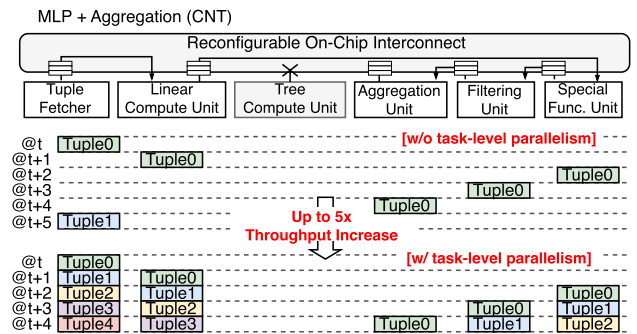 MLP + Aggregation (CNT)
Reconfigurable On-Chip Interconnect
Tuple Fetcher
Linear Compute Unit
Tree Compute Unit
Aggregation Unit
Filtering Unit
Special Func. Unit
[w/o task-level parallelism]
@t Tuple0
@t+1 Tuple0
@t+2 Tuple0
@t+3 Tuple0
@t+4 Tuple0
@t+5 Tuple1
Up to 5x
Throughput Increase
[w/ task-level parallelism]
@t Tuple0
@t+1 Tuple1 Tuple0
@t+2 Tuple2 Tuple1 Tuple0
@t+3 Tuple3 Tuple2 Tuple0 Tuple1
@t+4 Tuple4 Tuple3 Tuple0 Tuple1 Tuple2